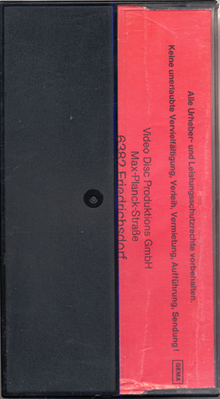 Alle Urheber- und Leistungsschutzrechte vorbehalten.
Keine unerlaubte Vervielfältigung, Verleih, Vermietung, Aufführung, Sendung!
Video Disc Produktions GmbH
Max-Planck-Straße
6382 Friedrichsdorf
GEMA